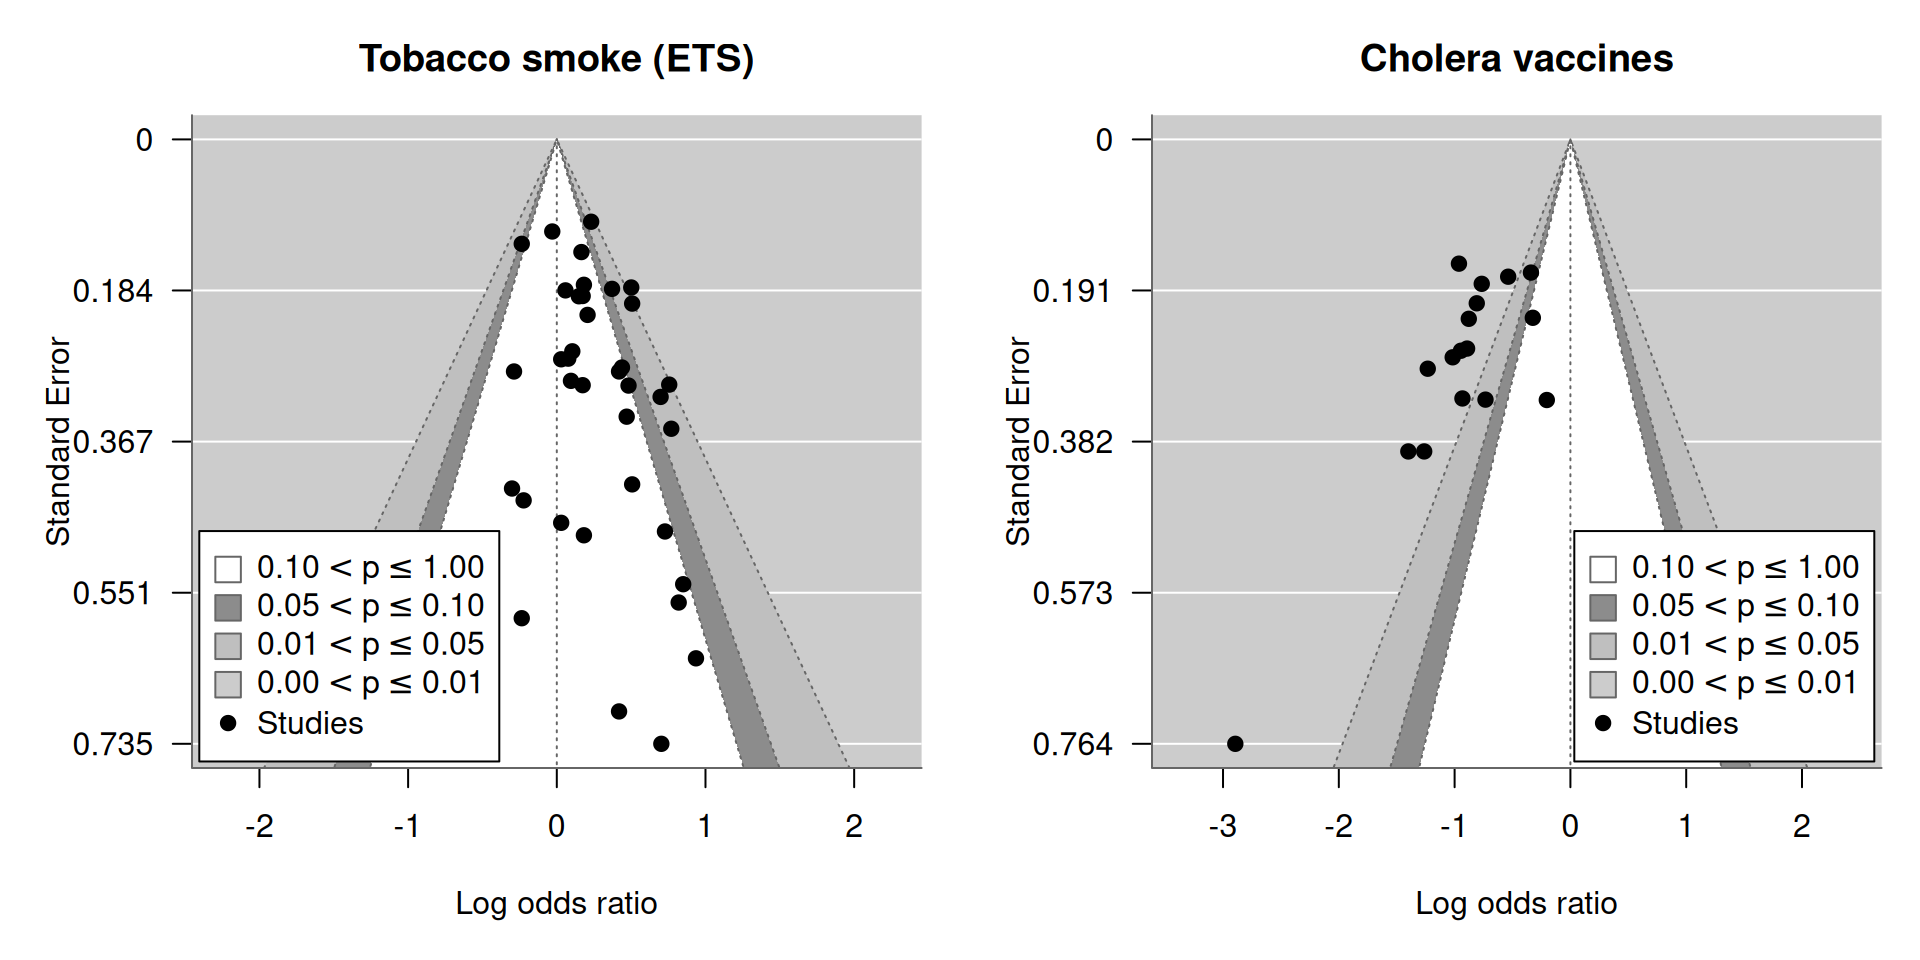 Tobacco smoke (ETS)
0
0.184
0.367
0.551
0.735
Standard Error
0.10 < p ≤ 1.00
0.05 < p ≤ 0.10
0.01 < p ≤ 0.05
0.00 < p ≤ 0.01
Studies
-2 -1 0 1 2
Log odds ratio
Cholera vaccines
0
0.191
0.382
0.573
0.764
Standard Error
0.10 < p ≤ 1.00
0.05 < p ≤ 0.10
0.01 < p ≤ 0.05
0.00 < p ≤ 0.01
Studies
-3 -2 -1 0 1 2
Log odds ratio